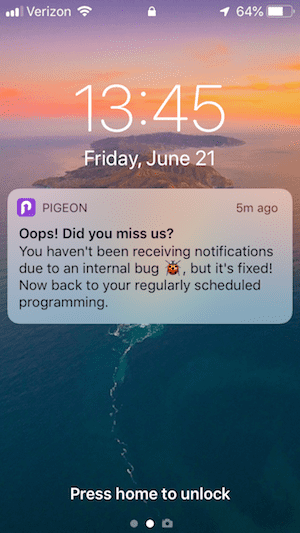 Verizon 64%
13:45
Friday, June 21
PIGEON 5m ago
Oops! Did you miss us?
You haven't been receiving notifications
due to an internal bug 🐞, but it's fixed!
Now back to your regularly scheduled
programming.
Press home to unlock